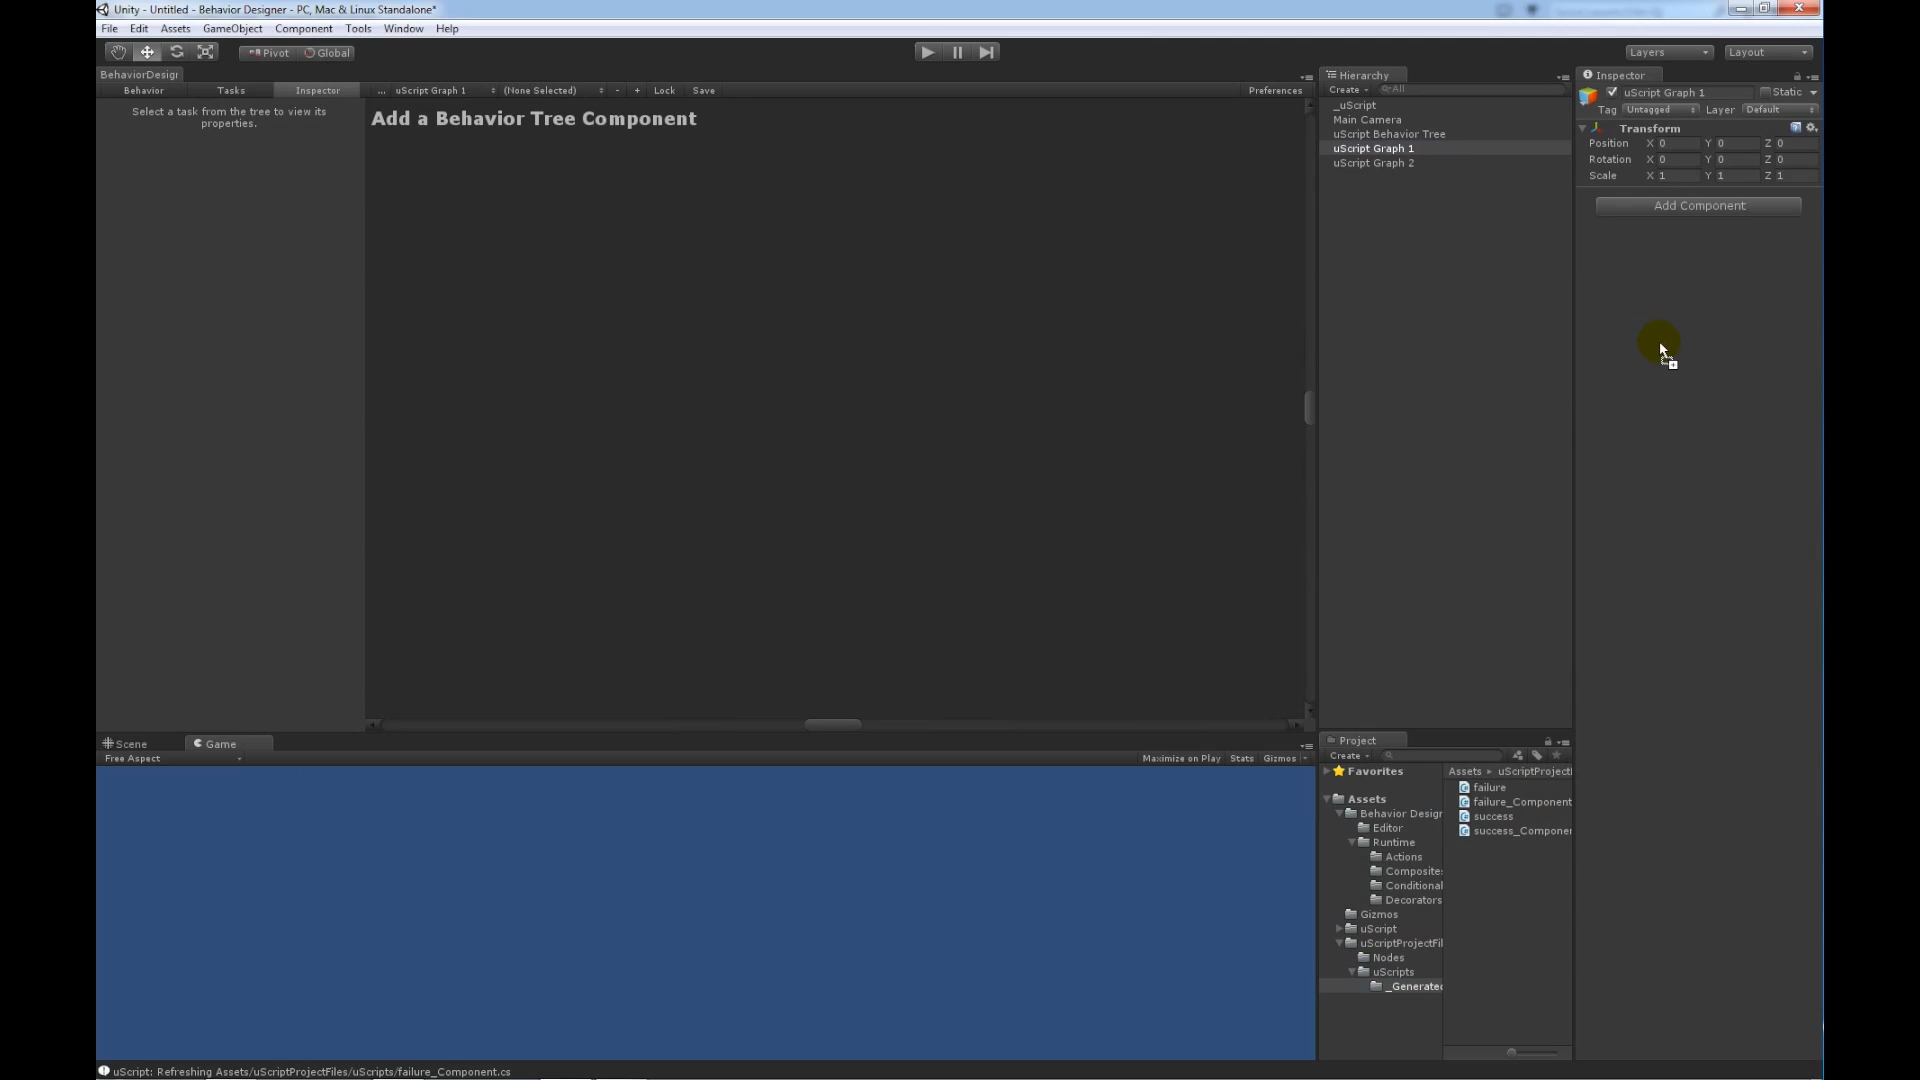 Unity - Untitled - Behavior Designer - PC, Mac & Linux Standalone*
File Edit Assets GameObject Component Tools Window Help
Pivot Global Layers Layout
BehaviorDesigr
Behavior Tasks Inspector
... uScript Graph 1 (None Selected) - + Lock Save Preferences
Select a task from the tree to view its
properties.
Add a Behavior Tree Component
Hierarchy
Create All
_uScript
Main Camera
uScript Behavior Tree
uScript Graph 1
uScript Graph 2
Inspector
uScript Graph 1 Static
Tag Untagged Layer Default
Transform
Position X 0 Y 0 Z 0
Rotation X 0 Y 0 Z 0
Scale X 1 Y 1 Z 1
Add Component
Scene Game
Free Aspect Maximize on Play Stats Gizmos
Project
Create
Favorites
Assets
Behavior Desigr
Editor
Runtime
Actions
Composite
Conditional
Decorators
Gizmos
uScript
uScriptProjectFil
Nodes
uScripts
_Generated
Assets ▸ uScriptProjectI
failure
failure_Component
success
success_Componer
uScript: Refreshing Assets/uScriptProjectFiles/uScripts/failure_Component.cs